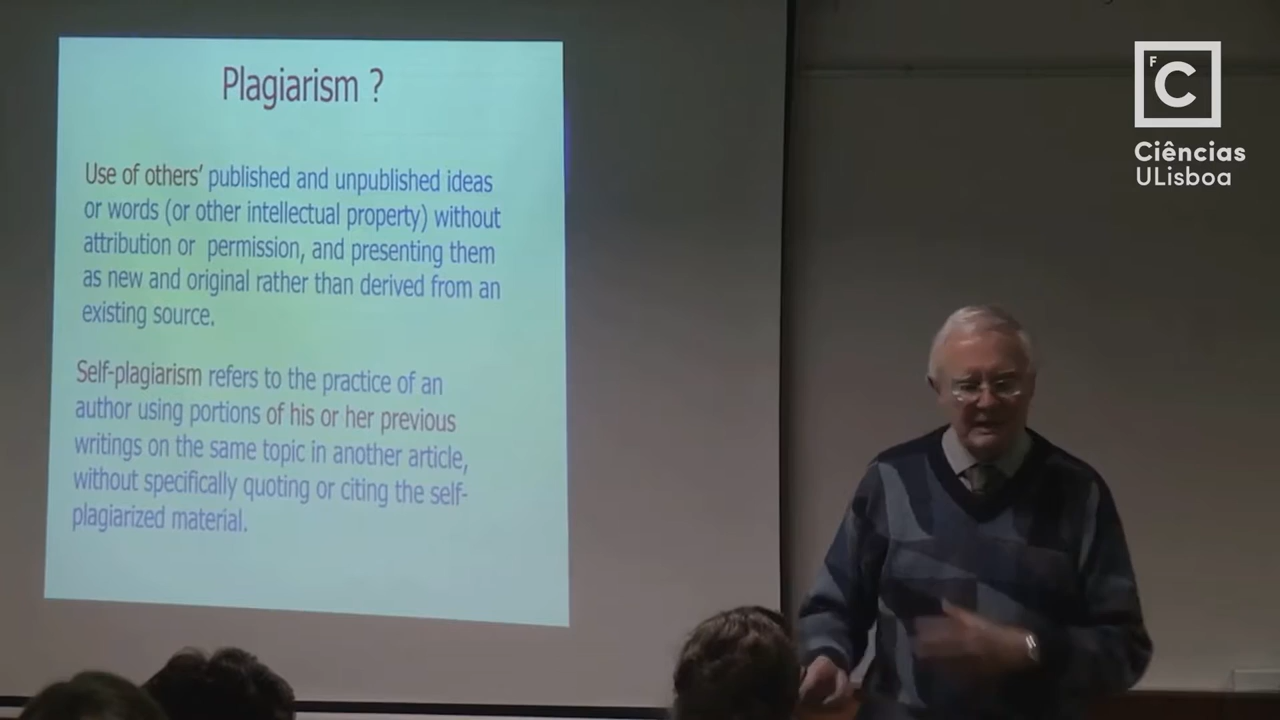 Plagiarism ?
Use of others' published and unpublished ideas
or words (or other intellectual property) without
attribution or permission, and presenting them
as new and original rather than derived from an
existing source.
Self-plagiarism refers to the practice of an
author using portions of his or her previous
writings on the same topic in another article,
without specifically quoting or citing the self-
plagiarized material.
F
C
Ciências
ULisboa